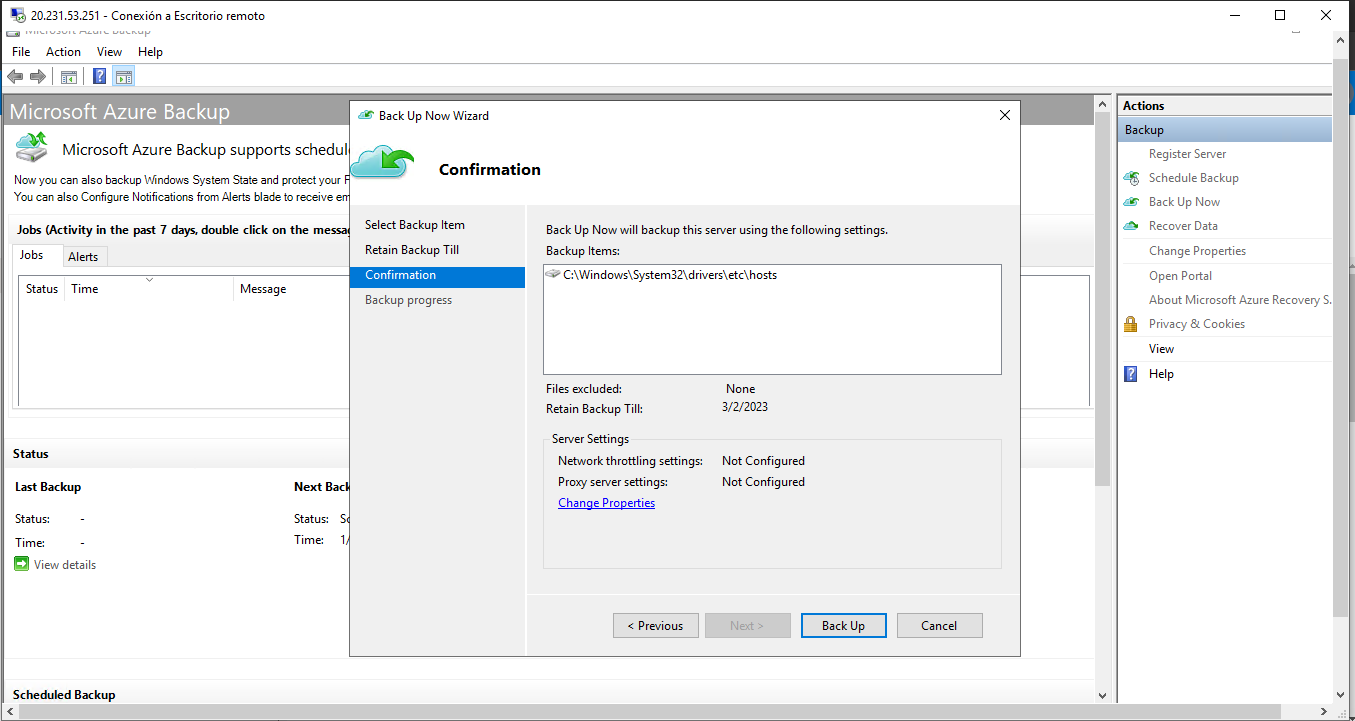 20.231.53.251 - Conexión a Escritorio remoto
Microsoft Azure Backup
File Action View Help
Microsoft Azure Backup
Microsoft Azure Backup supports schedul
Now you can also backup Windows System State and protect your F
You can also Configure Notifications from Alerts blade to receive em
Jobs (Activity in the past 7 days, double click on the messag
Jobs Alerts
Status Time Message
Status
Last Backup Next Back
Status: - Status: Sc
Time: - Time: 1/
View details
Scheduled Backup
Back Up Now Wizard
Confirmation
Select Backup Item
Retain Backup Till
Confirmation
Backup progress
Back Up Now will backup this server using the following settings.
Backup Items:
C:\Windows\System32\drivers\etc\hosts
Files excluded: None
Retain Backup Till: 3/2/2023
Server Settings
Network throttling settings: Not Configured
Proxy server settings: Not Configured
Change Properties
< Previous Next > Back Up Cancel
Actions
Backup
Register Server
Schedule Backup
Back Up Now
Recover Data
Change Properties
Open Portal
About Microsoft Azure Recovery S.
Privacy & Cookies
View
Help